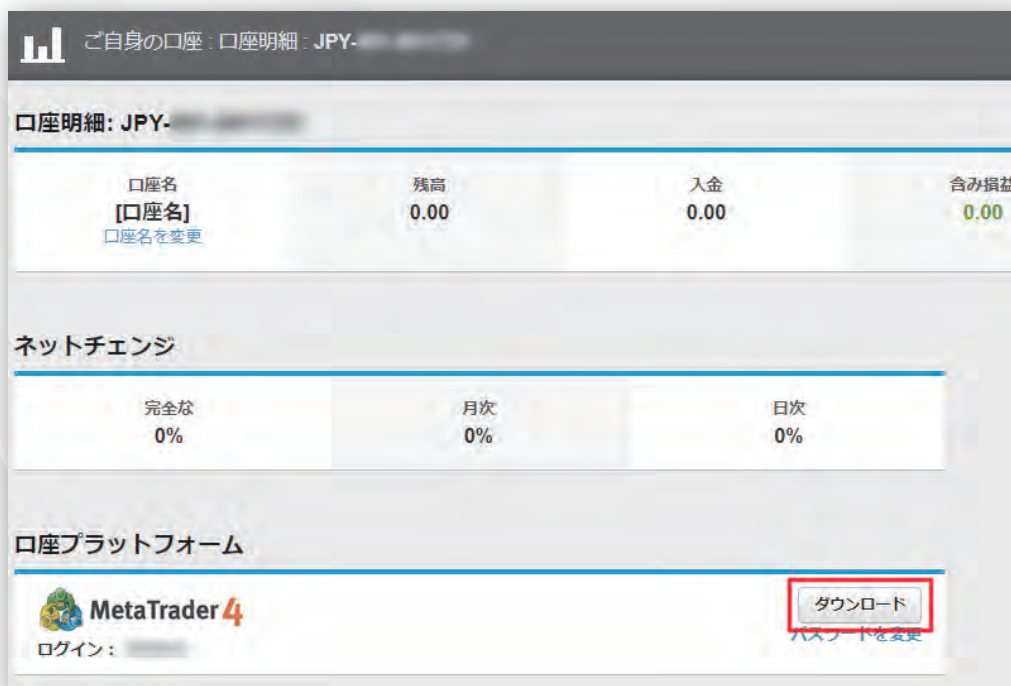 ご自身の口座 : 口座明細 : JPY-
口座明細: JPY-
口座名 残高 入金 含み損益
[口座名] 0.00 0.00 0.00
口座名を変更
ネットチェンジ
完全な 月次 日次
0% 0% 0%
口座プラットフォーム
MetaTrader 4 ダウンロード
ログイン : パスワードを変更